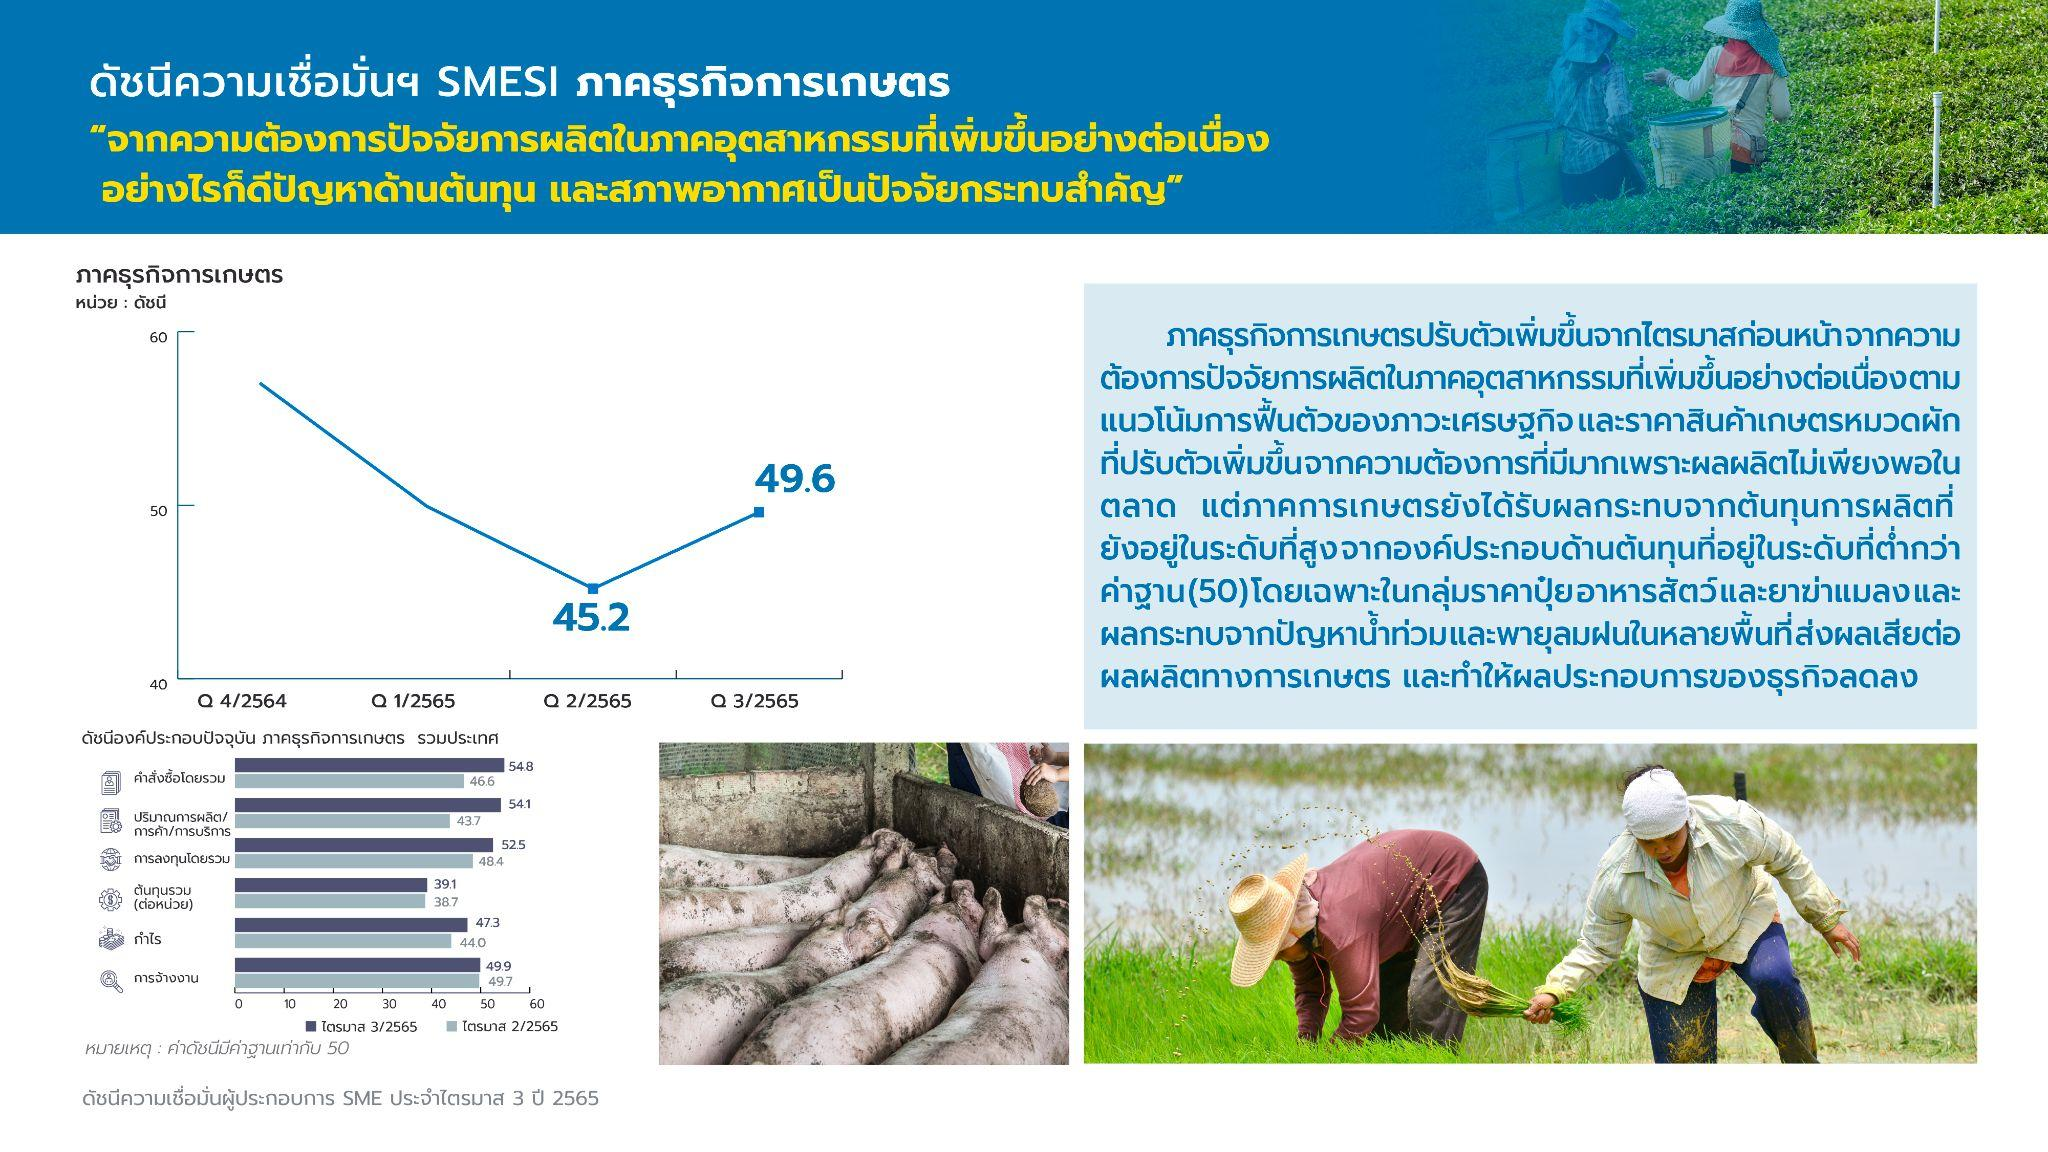 ดัชนีความเชื่อมั่นฯ SMESI ภาคธุรกิจการเกษตร
“จากความต้องการปัจจัยการผลิตในภาคอุตสาหกรรมที่เพิ่มขึ้นอย่างต่อเนื่อง
อย่างไรก็ดีปัญหาด้านต้นทุน และสภาพอากาศเป็นปัจจัยกระทบสำคัญ”
ภาคธุรกิจการเกษตร
หน่วย : ดัชนี
60
50
40
49.6
45.2
Q 4/2564 Q 1/2565 Q 2/2565 Q 3/2565
ภาคธุรกิจการเกษตรปรับตัวเพิ่มขึ้นจากไตรมาสก่อนหน้าจากความ
ต้องการปัจจัยการผลิตในภาคอุตสาหกรรมที่เพิ่มขึ้นอย่างต่อเนื่องตาม
แนวโน้มการฟื้นตัวของภาวะเศรษฐกิจ และราคาสินค้าเกษตรหมวดผัก
ที่ปรับตัวเพิ่มขึ้นจากความต้องการที่มีมากเพราะผลผลิตไม่เพียงพอใน
ตลาด แต่ภาคการเกษตรยังได้รับผลกระทบจากต้นทุนการผลิตที่
ยังอยู่ในระดับที่สูง จากองค์ประกอบด้านต้นทุนที่อยู่ในระดับที่ต่ำกว่า
ค่าฐาน (50) โดยเฉพาะในกลุ่มราคาปุ๋ย อาหารสัตว์ และยาฆ่าแมลง และ
ผลกระทบจากปัญหาน้ำท่วมและพายุลมฝนในหลายพื้นที่ส่งผลเสียต่อ
ผลผลิตทางการเกษตร และทำให้ผลประกอบการของธุรกิจลดลง
ดัชนีองค์ประกอบปัจจุบัน ภาคธุรกิจการเกษตร รวมประเทศ
คำสั่งซื้อโดยรวม
54.8
46.6
ปริมาณการผลิต/
การค้า/การบริการ
54.1
43.7
การลงทุนโดยรวม
52.5
48.4
ต้นทุนรวม
(ต่อหน่วย)
39.1
38.7
กำไร
47.3
44.0
การจ้างงาน
49.9
49.7
0 10 20 30 40 50 60
ไตรมาส 3/2565 ไตรมาส 2/2565
หมายเหตุ : ค่าดัชนีมีค่าฐานเท่ากับ 50
ดัชนีความเชื่อมั่นผู้ประกอบการ SME ประจำไตรมาส 3 ปี 2565